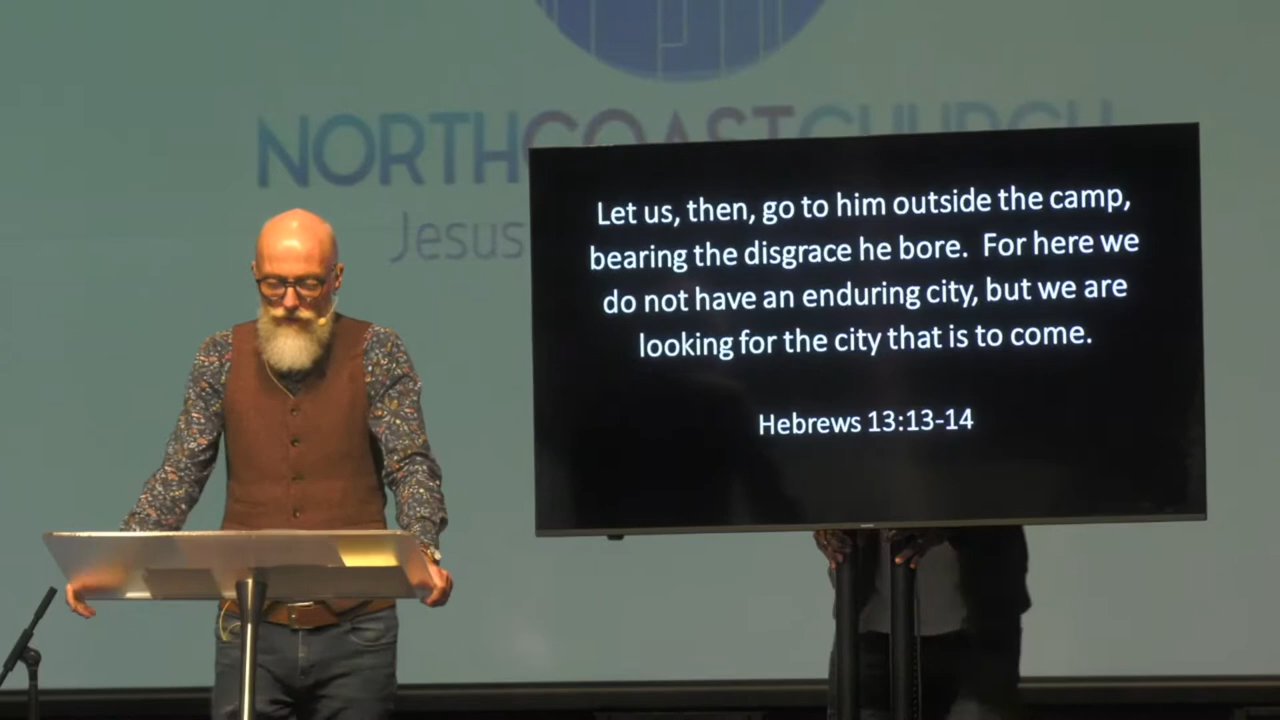 NORTHCOASTCHURCH
Jesus
Let us, then, go to him outside the camp,
bearing the disgrace he bore.  For here we
do not have an enduring city, but we are
looking for the city that is to come.
Hebrews 13:13-14